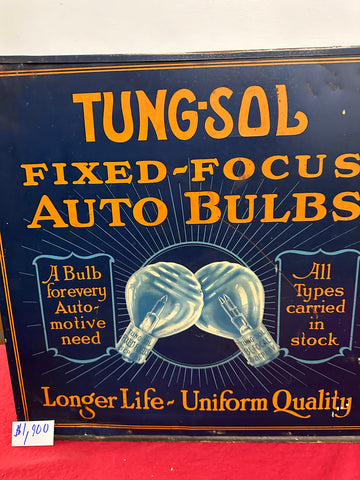 TUNG-SOL
FIXED-FOCUS
AUTO BULBS
A Bulb
for every
Auto-
motive
need
All
Types
carried
in
stock
Longer Life - Uniform Quality
$1,900